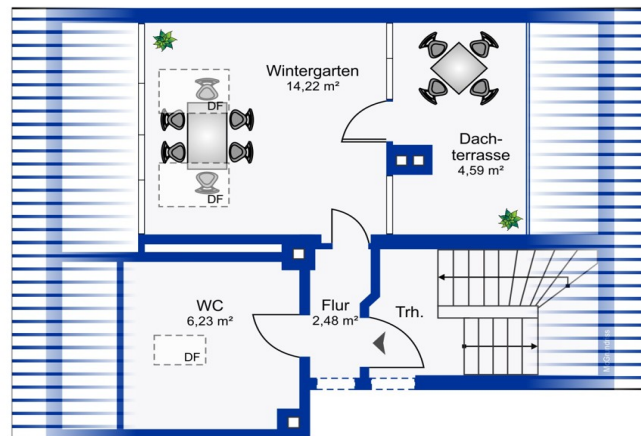 Wintergarten
14,22 m²
DF
DF
Dach-
terrasse
4,59 m²
WC
6,23 m²
DF
Flur
2,48 m²
Trh.